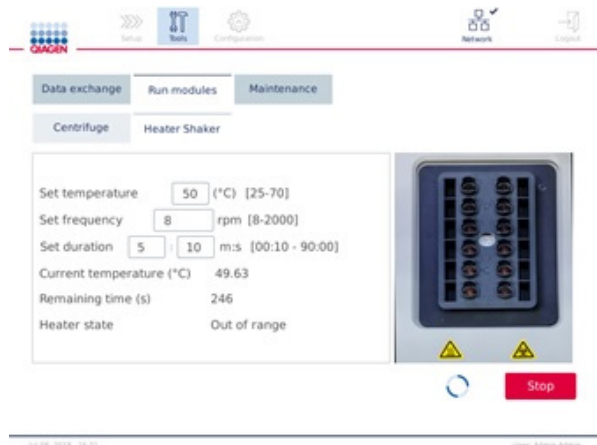 QIAGEN
Setup
Tools
Configuration
Network
Logout
Data exchange
Run modules
Maintenance
Centrifuge
Heater Shaker
Set temperature 50 (°C) [25-70]
Set frequency 8 rpm [8-2000]
Set duration 5 : 10 m:s [00:10 - 90:00]
Current temperature (°C) 49.63
Remaining time (s) 246
Heater state Out of range
Stop